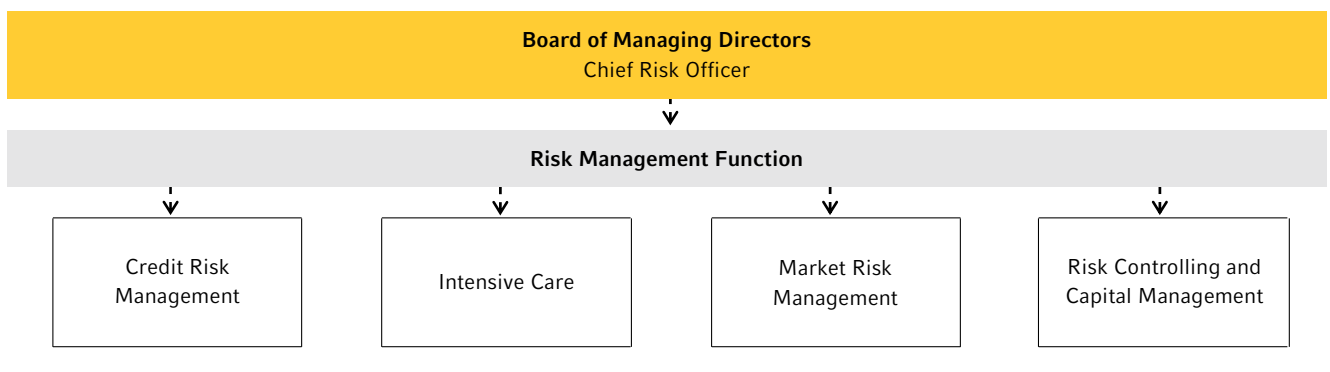 Board of Managing Directors
Chief Risk Officer
Risk Management Function
Credit Risk
Management
Intensive Care
Market Risk
Management
Risk Controlling and
Capital Management